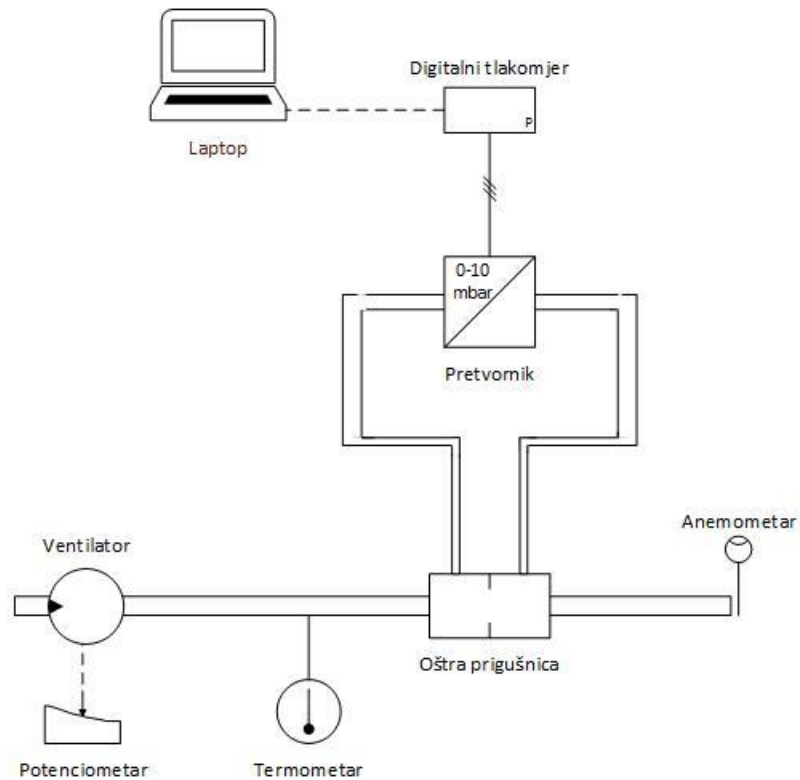 Digitalni tlakomjer
P
Laptop
0-10
mbar
Pretvornik
Anemometar
Ventilator
Oštra prigušnica
Potenciometar
Termometar